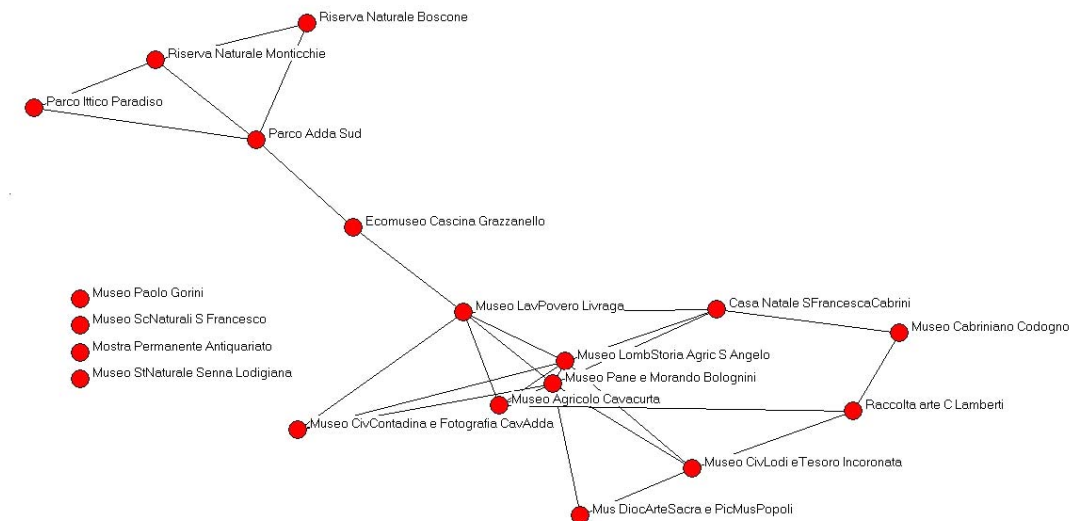 Riserva Naturale Boscone
Riserva Naturale Monticchie
Parco Ittico Paradiso
Parco Adda Sud
Ecomuseo Cascina Grazzanello
Museo Paolo Gorini
Museo ScNaturali S Francesco
Mostra Permanente Antiquariato
Museo StNaturale Senna Lodigiana
Museo LavPovero Livraga
Casa Natale SFrancescaCabrini
Museo Cabriniano Codogno
Museo LombStoria Agric S Angelo
Museo Pane e Morando Bolognini
Museo Agricolo Cavacurta
Raccolta arte C Lamberti
Museo CivContadina e Fotografia CavAdda
Museo CivLodi eTesoro Incoronata
Mus DiocArteSacra e PicMusPopoli